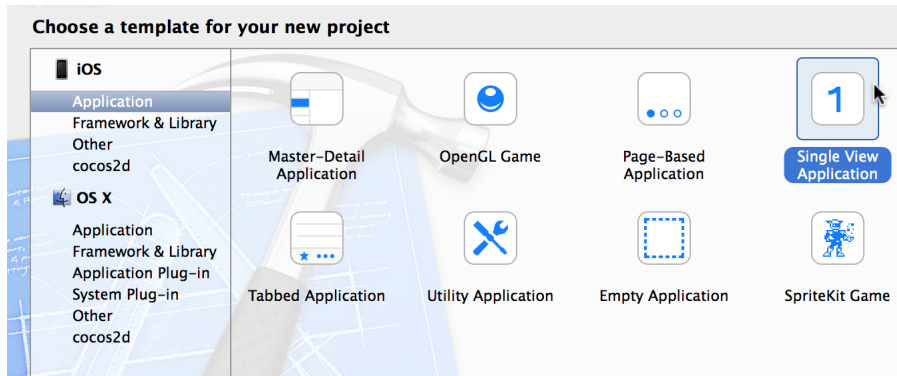 Choose a template for your new project
iOS
Application
Framework & Library
Other
cocos2d
OS X
Application
Framework & Library
Application Plug-in
System Plug-in
Other
cocos2d
Master-Detail
Application
OpenGL Game
Page-Based
Application
1
Single View
Application
Tabbed Application
Utility Application
Empty Application
SpriteKit Game